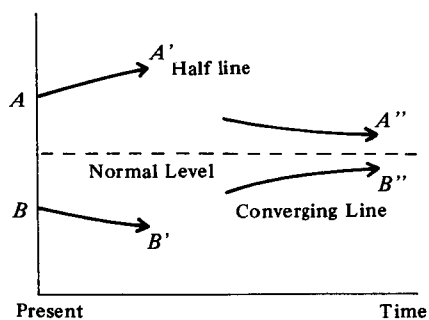 A' Half line
A
A''
Normal Level
B''
B
B' Converging Line
Present Time